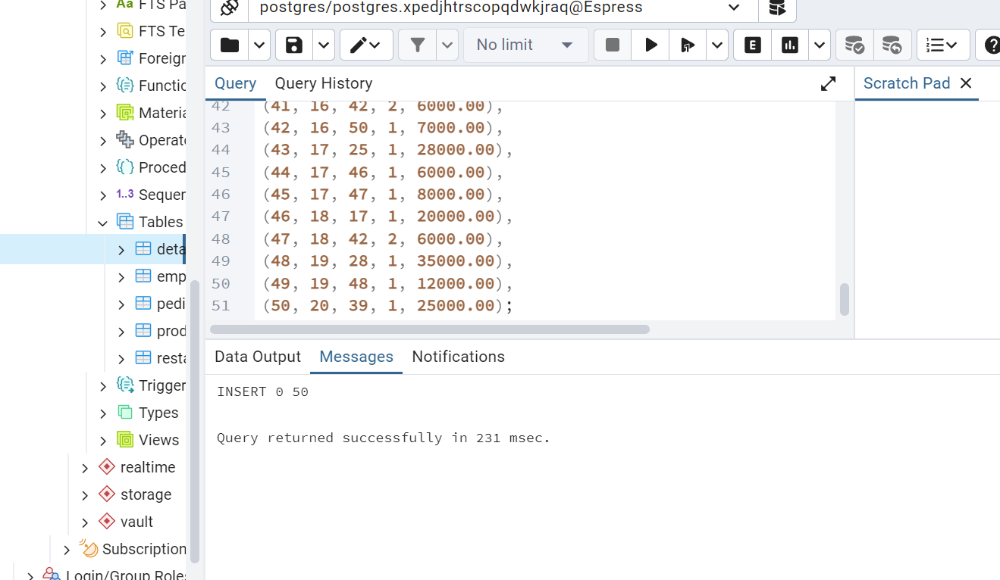 FTS Pa
FTS Te
Foreign
Functio
Materia
Operato
Proced
1..3 Sequen
Tables
deta
emp
pedi
prod
resta
Trigger
Types
Views
realtime
storage
vault
Subscription
Login/Group Roles
postgres/postgres.xpedjhtrscopqdwkjraq@Espress
No limit
E
Query Query History
Scratch Pad
42 (41, 16, 42, 2, 6000.00),
43 (42, 16, 50, 1, 7000.00),
44 (43, 17, 25, 1, 28000.00),
45 (44, 17, 46, 1, 6000.00),
46 (45, 17, 47, 1, 8000.00),
47 (46, 18, 17, 1, 20000.00),
48 (47, 18, 42, 2, 6000.00),
49 (48, 19, 28, 1, 35000.00),
50 (49, 19, 48, 1, 12000.00),
51 (50, 20, 39, 1, 25000.00);
Data Output Messages Notifications
INSERT 0 50
Query returned successfully in 231 msec.